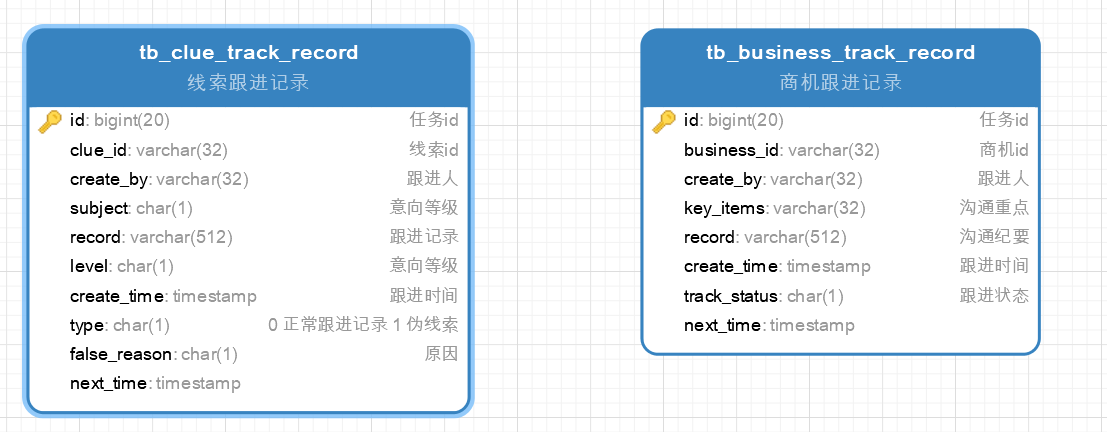 tb_clue_track_record
线索跟进记录
id: bigint(20) 任务id
clue_id: varchar(32) 线索id
create_by: varchar(32) 跟进人
subject: char(1) 意向等级
record: varchar(512) 跟进记录
level: char(1) 意向等级
create_time: timestamp 跟进时间
type: char(1) 0 正常跟进记录 1 伪线索
false_reason: char(1) 原因
next_time: timestamp
tb_business_track_record
商机跟进记录
id: bigint(20) 任务id
business_id: varchar(32) 商机id
create_by: varchar(32) 跟进人
key_items: varchar(32) 沟通重点
record: varchar(512) 沟通纪要
create_time: timestamp 跟进时间
track_status: char(1) 跟进状态
next_time: timestamp